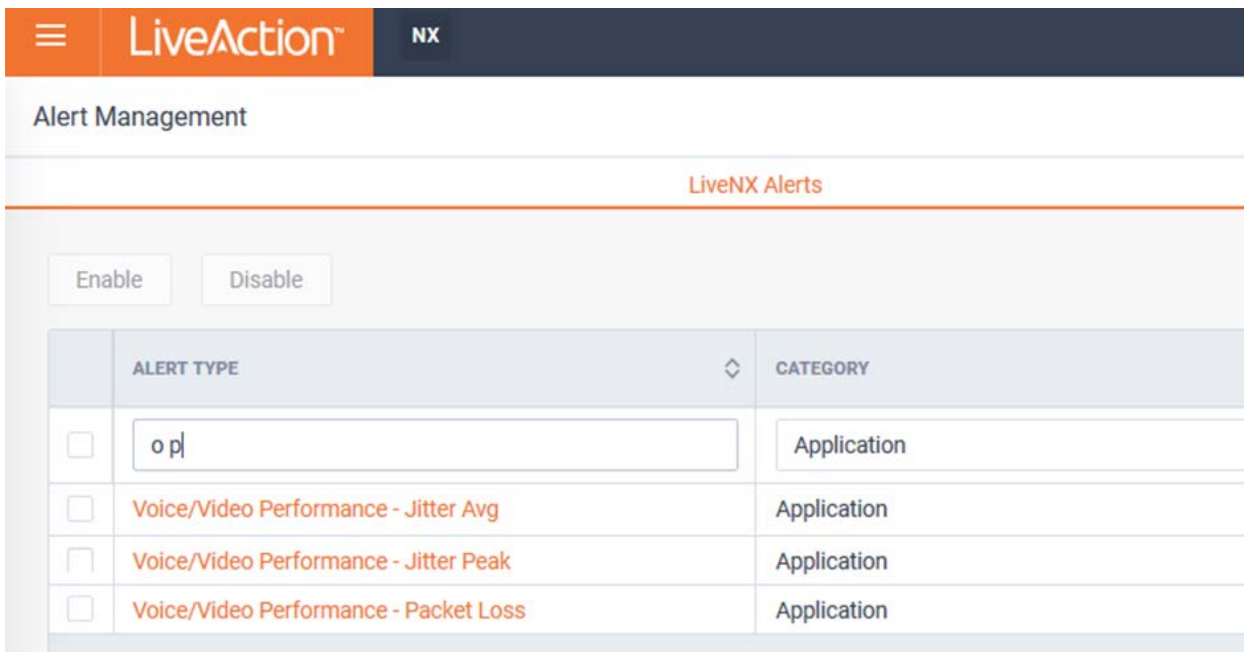 LiveAction™ NX
Alert Management
LiveNX Alerts
Enable Disable
ALERT TYPE CATEGORY
o p Application
Voice/Video Performance - Jitter Avg Application
Voice/Video Performance - Jitter Peak Application
Voice/Video Performance - Packet Loss Application